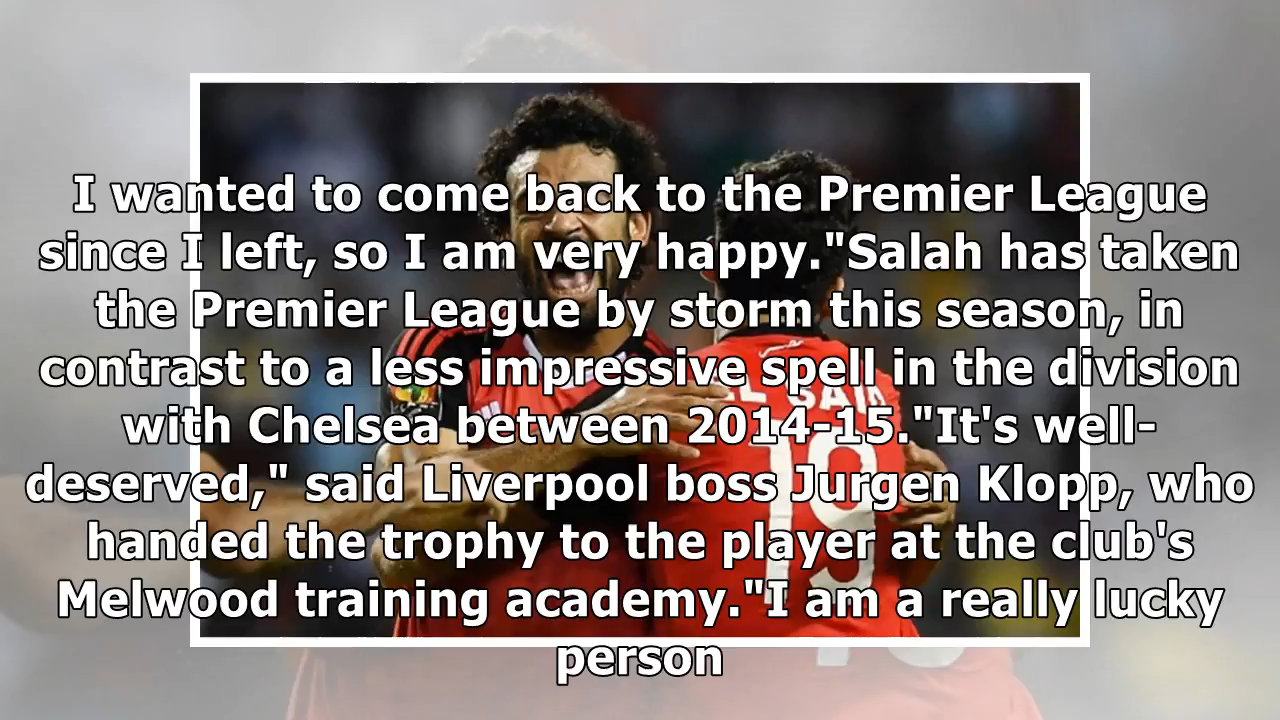 I wanted to come back to the Premier League
since I left, so I am very happy."Salah has taken
the Premier League by storm this season, in
contrast to a less impressive spell in the division
with Chelsea between 2014-15."It's well-
deserved," said Liverpool boss Jurgen Klopp, who
handed the trophy to the player at the club's
Melwood training academy."I am a really lucky
person
19